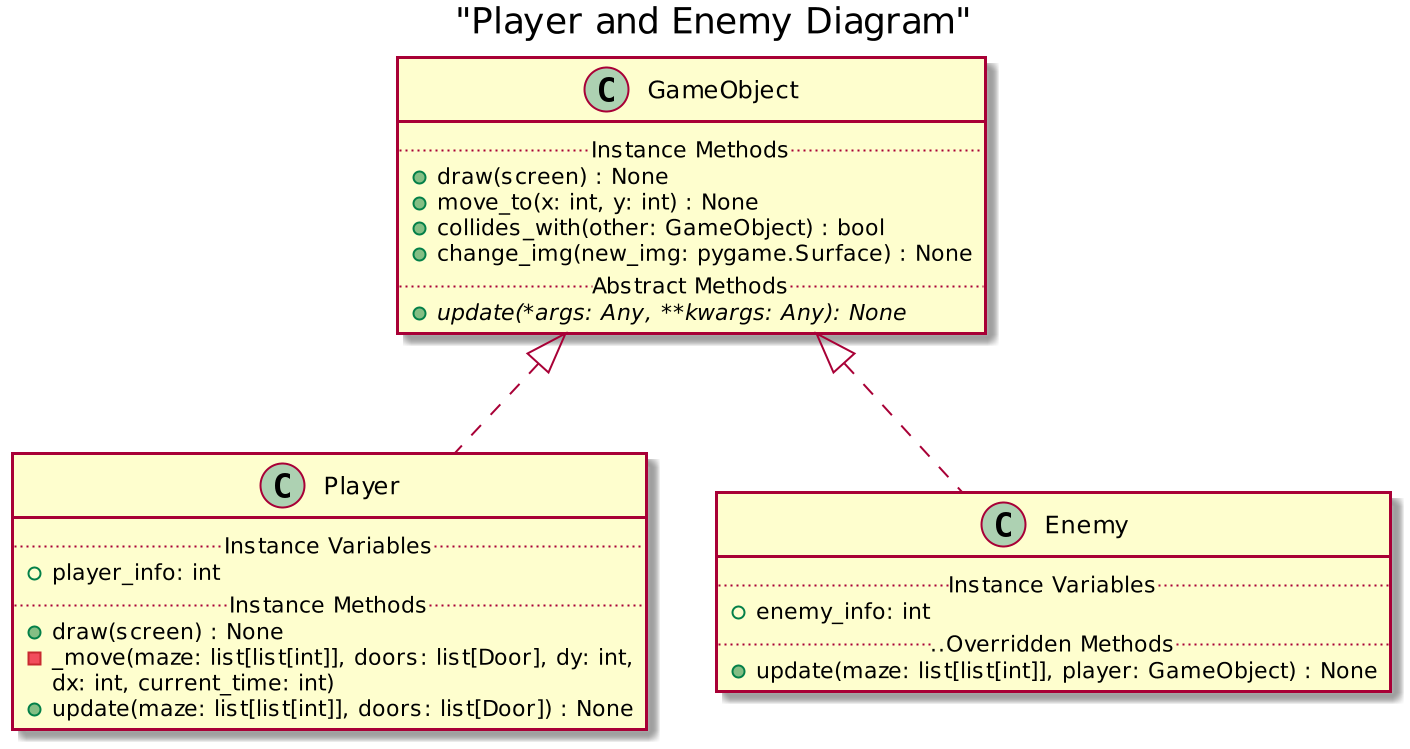 "Player and Enemy Diagram"
C GameObject
Instance Methods
draw(screen) : None
move_to(x: int, y: int) : None
collides_with(other: GameObject) : bool
change_img(new_img: pygame.Surface) : None
Abstract Methods
update(*args: Any, **kwargs: Any): None
C Player
Instance Variables
player_info: int
Instance Methods
draw(screen) : None
_move(maze: list[list[int]], doors: list[Door], dy: int,
dx: int, current_time: int)
update(maze: list[list[int]], doors: list[Door]) : None
C Enemy
Instance Variables
enemy_info: int
..Overridden Methods
update(maze: list[list[int]], player: GameObject) : None